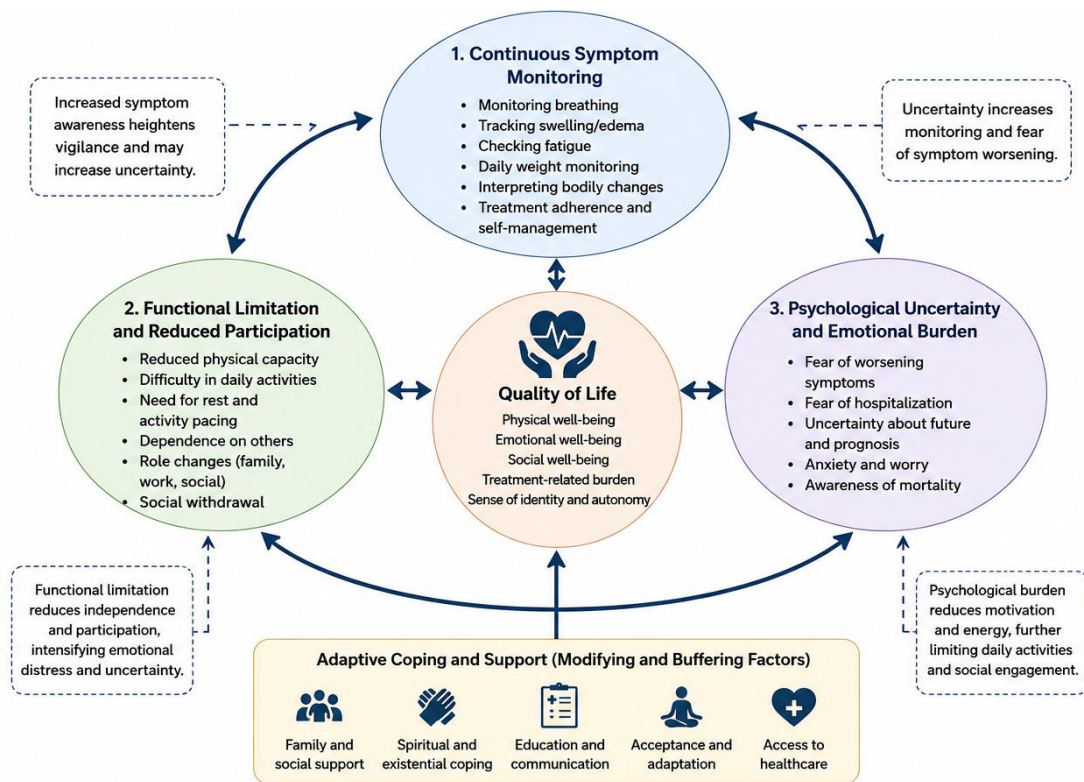 1. Continuous Symptom
Monitoring
• Monitoring breathing
• Tracking swelling/edema
• Checking fatigue
• Daily weight monitoring
• Interpreting bodily changes
• Treatment adherence and
self-management
Increased symptom
awareness heightens
vigilance and may
increase uncertainty.
Uncertainty increases
monitoring and fear
of symptom worsening.
2. Functional Limitation
and Reduced Participation
• Reduced physical capacity
• Difficulty in daily activities
• Need for rest and
activity pacing
• Dependence on others
• Role changes (family,
work, social)
• Social withdrawal
Quality of Life
Physical well-being
Emotional well-being
Social well-being
Treatment-related burden
Sense of identity and autonomy
3. Psychological Uncertainty
and Emotional Burden
• Fear of worsening
symptoms
• Fear of hospitalization
• Uncertainty about future
and prognosis
• Anxiety and worry
• Awareness of mortality
Functional limitation
reduces independence
and participation,
intensifying emotional
distress and uncertainty.
Psychological burden
reduces motivation
and energy, further
limiting daily activities
and social engagement.
Adaptive Coping and Support (Modifying and Buffering Factors)
Family and
social support
Spiritual and
existential coping
Education and
communication
Acceptance and
adaptation
Access to
healthcare